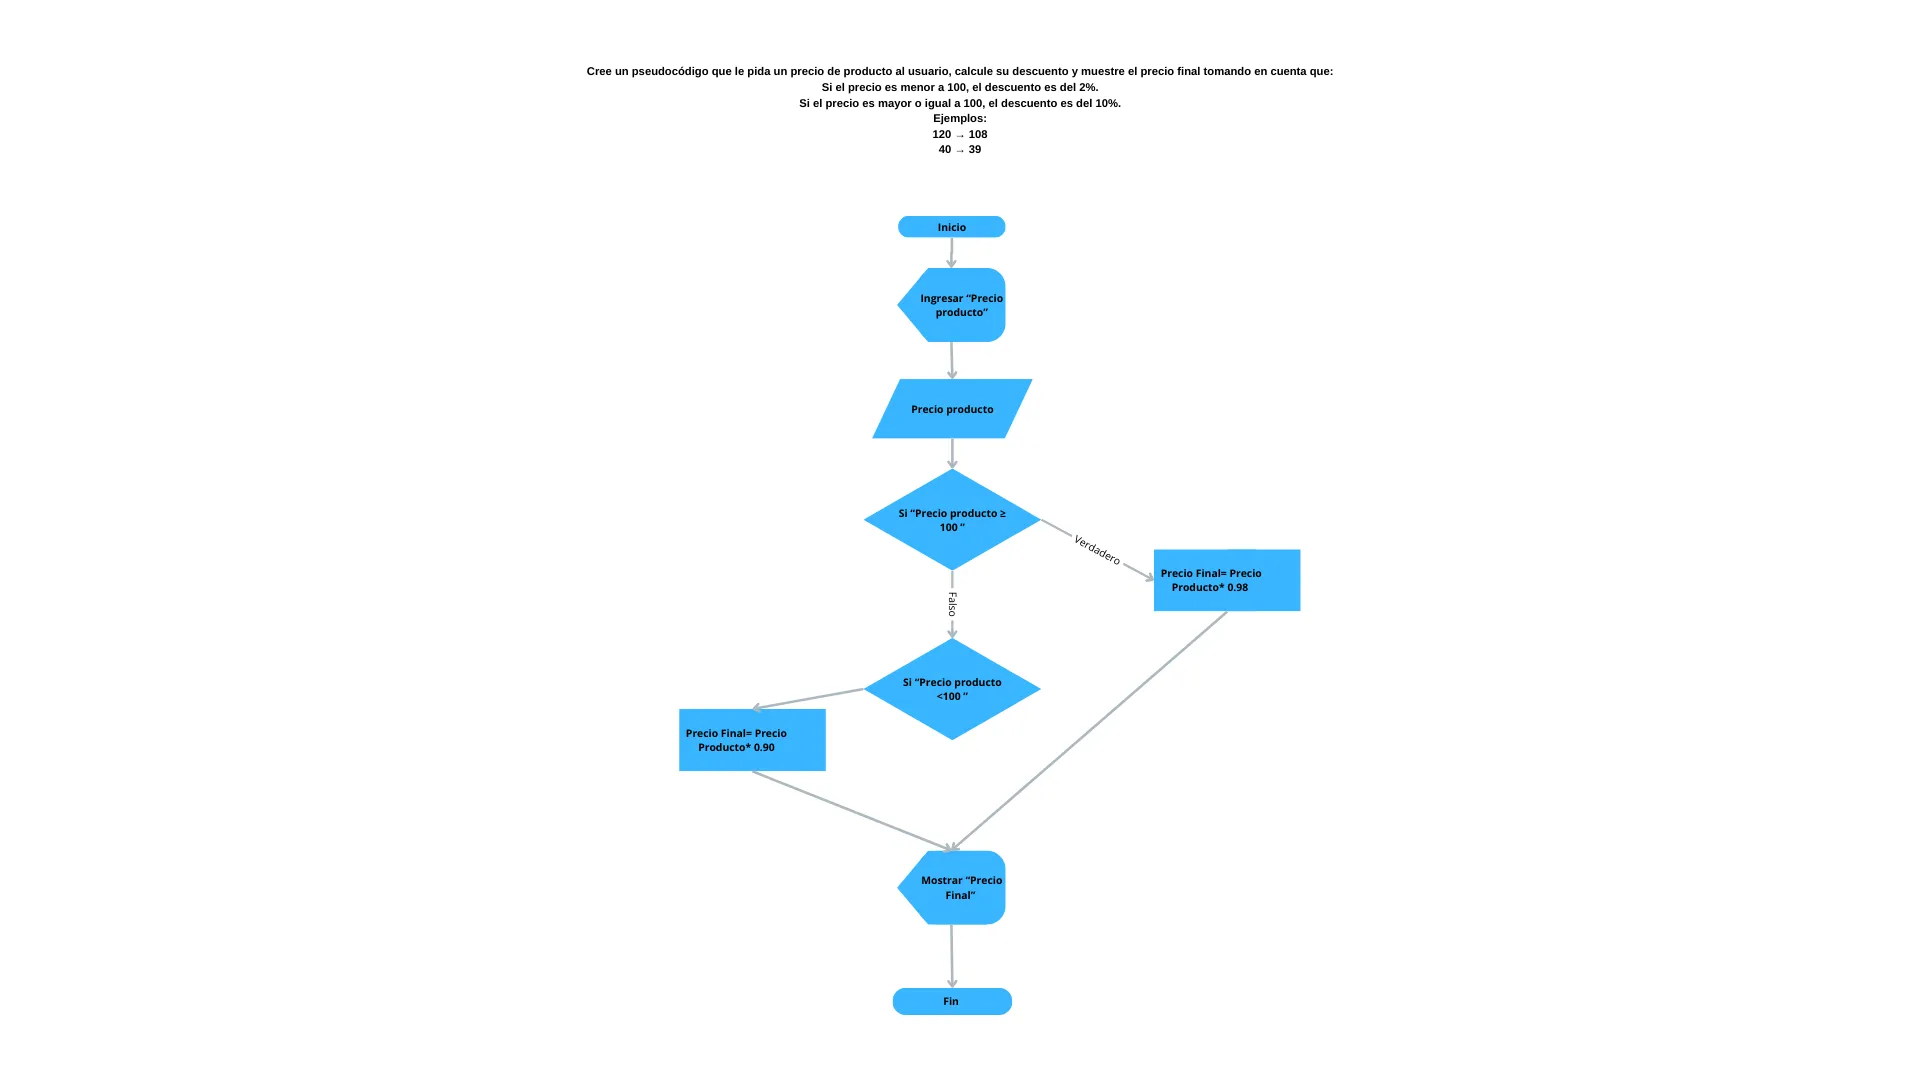 Cree un pseudocódigo que le pida un precio de producto al usuario, calcule su descuento y muestre el precio final tomando en cuenta que:
Si el precio es menor a 100, el descuento es del 2%.
Si el precio es mayor o igual a 100, el descuento es del 10%.
Ejemplos:
120 → 108
40 → 39
Inicio
Ingresar “Precio
producto”
Precio producto
Si “Precio producto ≥
100 ”
Verdadero
Precio Final= Precio
Producto* 0.98
Falso
Si “Precio producto
<100 ”
Precio Final= Precio
Producto* 0.90
Mostrar “Precio
Final”
Fin